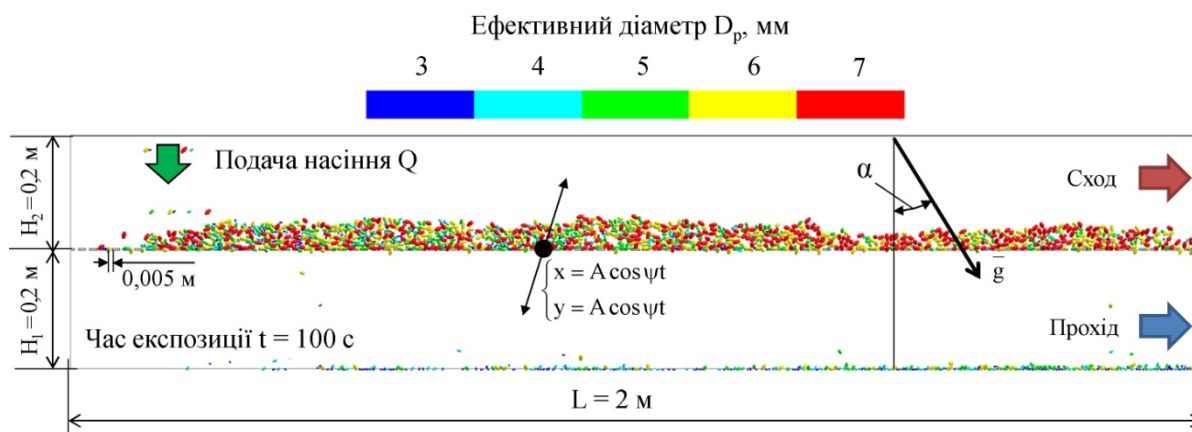 Ефективний діаметр Dₚ, мм
3 4 5 6 7
H₂ = 0,2 м
Подача насіння Q
α
Сход
0,005 м
x = A cos ψt
y = A cos ψt
g̅
H₁ = 0,2 м
Час експозиції t = 100 с
Прохід
L = 2 м